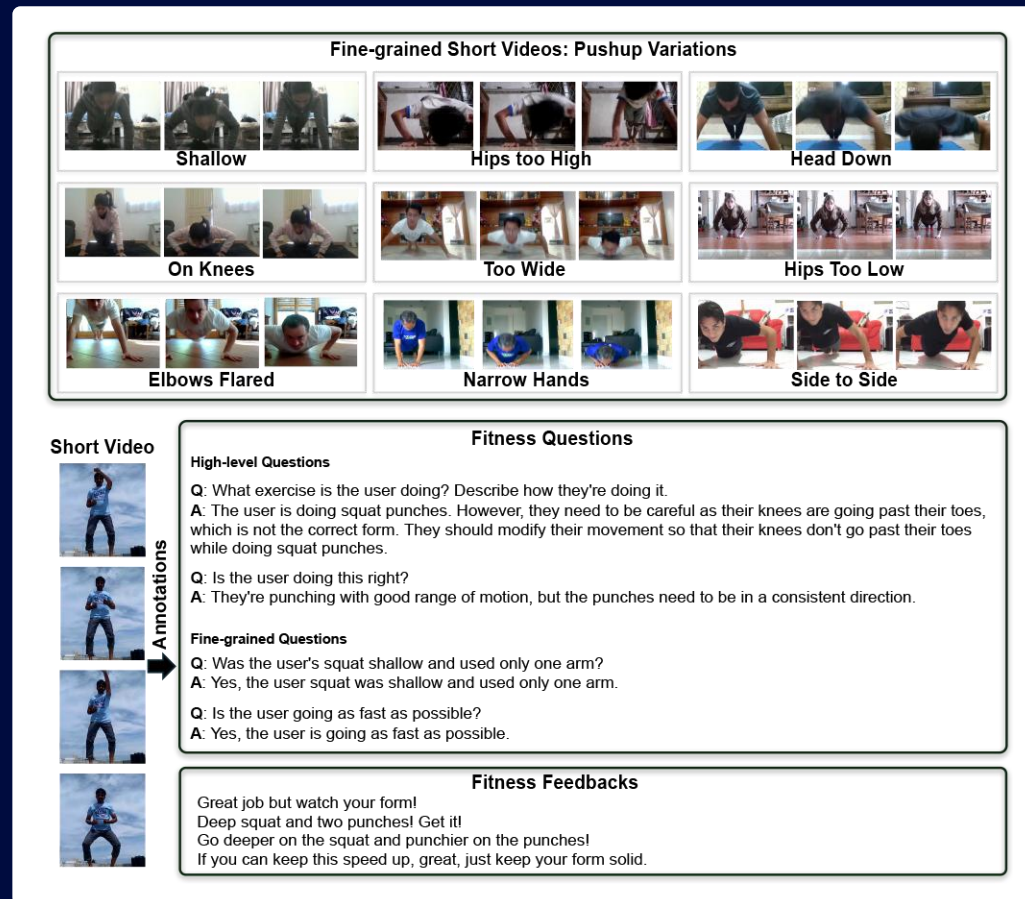 Fine-grained Short Videos: Pushup Variations
Shallow
Hips too High
Head Down
On Knees
Too Wide
Hips Too Low
Elbows Flared
Narrow Hands
Side to Side
Short Video
Annotations
Fitness Questions
High-level Questions
Q: What exercise is the user doing? Describe how they're doing it.
A: The user is doing squat punches. However, they need to be careful as their knees are going past their toes,
which is not the correct form. They should modify their movement so that their knees don't go past their toes
while doing squat punches.
Q: Is the user doing this right?
A: They're punching with good range of motion, but the punches need to be in a consistent direction.
Fine-grained Questions
Q: Was the user's squat shallow and used only one arm?
A: Yes, the user squat was shallow and used only one arm.
Q: Is the user going as fast as possible?
A: Yes, the user is going as fast as possible.
Fitness Feedbacks
Great job but watch your form!
Deep squat and two punches! Get it!
Go deeper on the squat and punchier on the punches!
If you can keep this speed up, great, just keep your form solid.